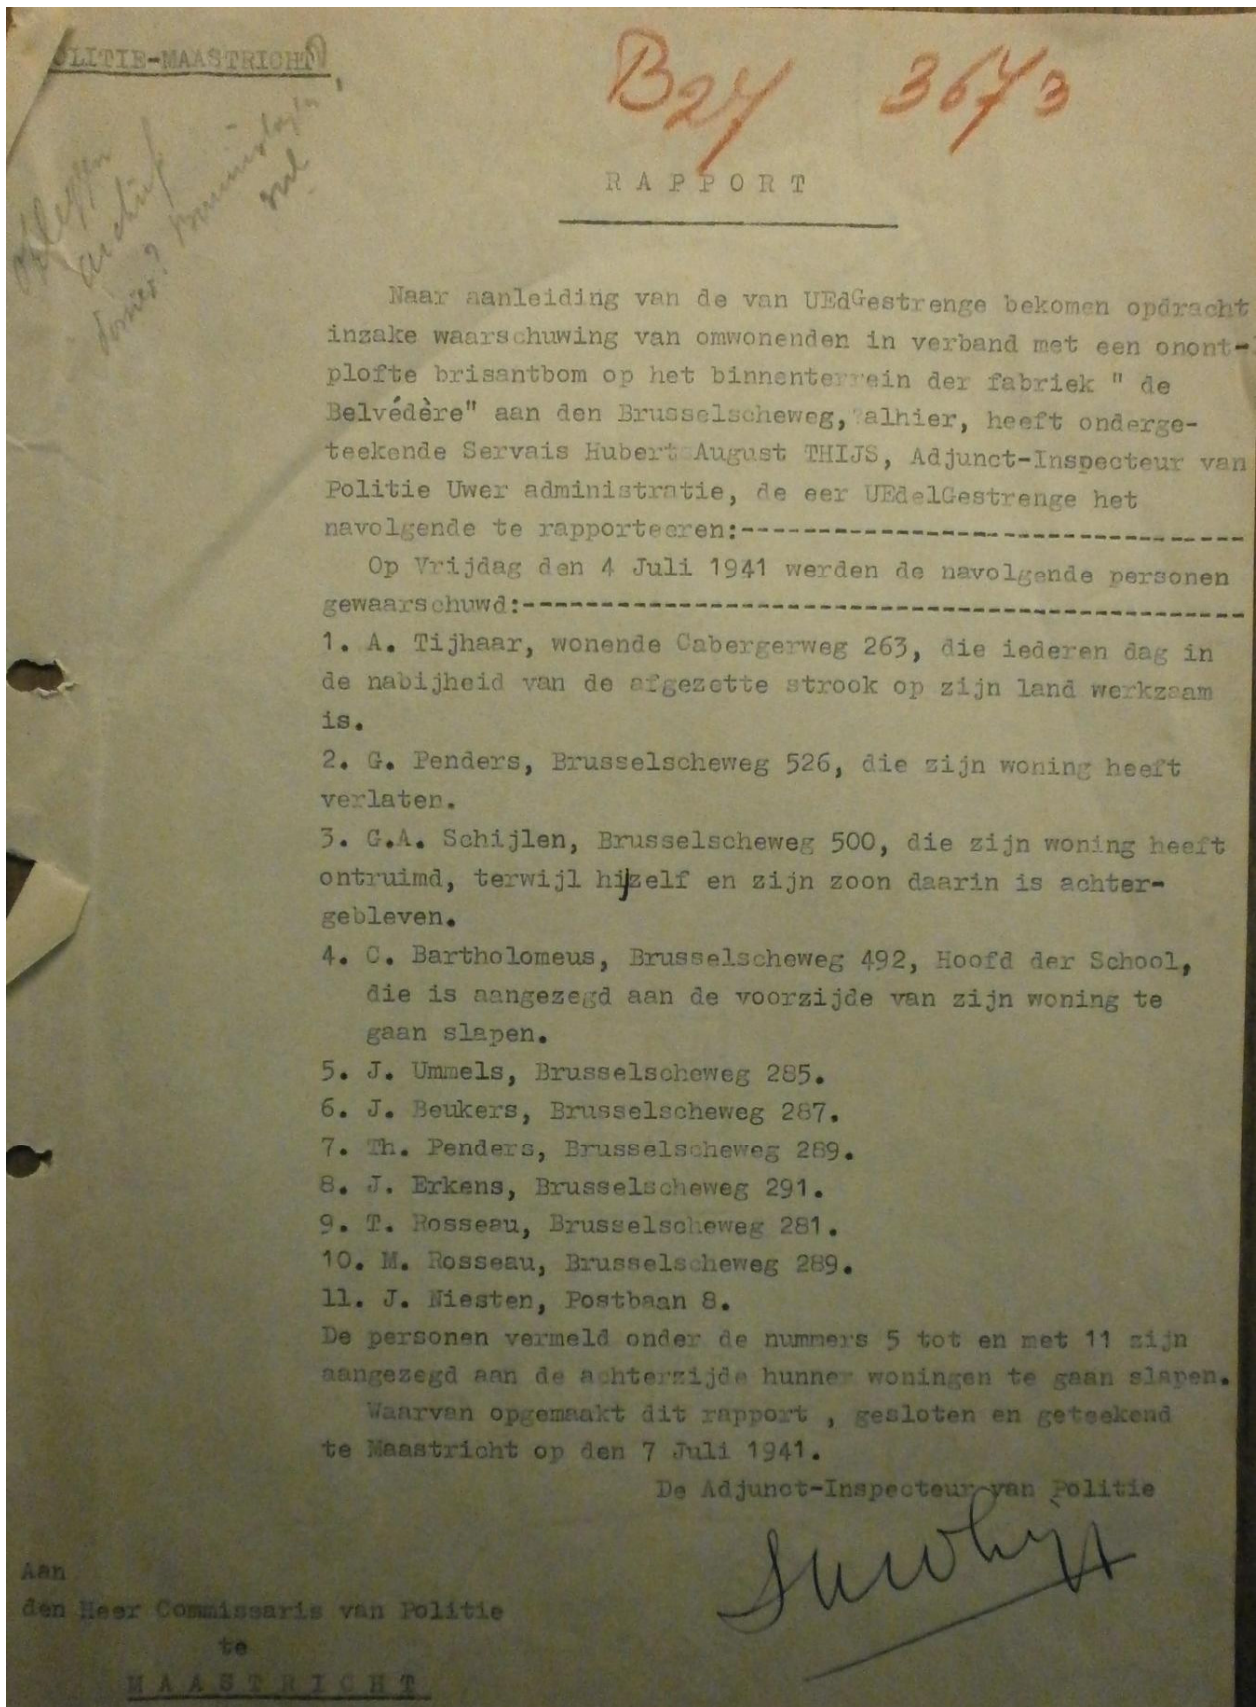 OLITIE-MAASTRICHT
B27 3673
opleggen
archief
dossier?
RAPPORT
Naar aanleiding van de van UEdGestrenge bekomen opdracht
inzake waarschuwing van omwonenden in verband met een onont-
plofte brisantbom op het binnenterrein der fabriek " de
Belvédère" aan den Brusselscheweg, alhier, heeft onderge-
teekende Servais Hubert August THIJS, Adjunct-Inspecteur van
Politie Uwer administratie, de eer UEdelGestrenge het
navolgende te rapporteeren:--------------------------------
Op Vrijdag den 4 Juli 1941 werden de navolgende personen
gewaarschuwd:----------------------------------------------
1. A. Tijhaar, wonende Cabergerweg 263, die iederen dag in
de nabijheid van de afgezette strook op zijn land werkzaam
is.
2. G. Penders, Brusselscheweg 526, die zijn woning heeft
verlaten.
3. G.A. Schijlen, Brusselscheweg 500, die zijn woning heeft
ontruimd, terwijl hijzelf en zijn zoon daarin is achter-
gebleven.
4. C. Bartholomeus, Brusselscheweg 492, Hoofd der School,
die is aangezegd aan de voorzijde van zijn woning te
gaan slapen.
5. J. Ummels, Brusselscheweg 285.
6. J. Beukers, Brusselscheweg 287.
7. Th. Penders, Brusselscheweg 289.
8. J. Erkens, Brusselscheweg 291.
9. T. Rosseau, Brusselscheweg 281.
10. M. Rosseau, Brusselscheweg 289.
11. J. Niesten, Postbaan 8.
De personen vermeld onder de nummers 5 tot en met 11 zijn
aangezegd aan de achterzijde hunner woningen te gaan slapen.
Waarvan opgemaakt dit rapport , gesloten en geteekend
te Maastricht op den 7 Juli 1941.
De Adjunct-Inspecteur van Politie
Aan
den Heer Commissaris van Politie
te
MAASTRICHT